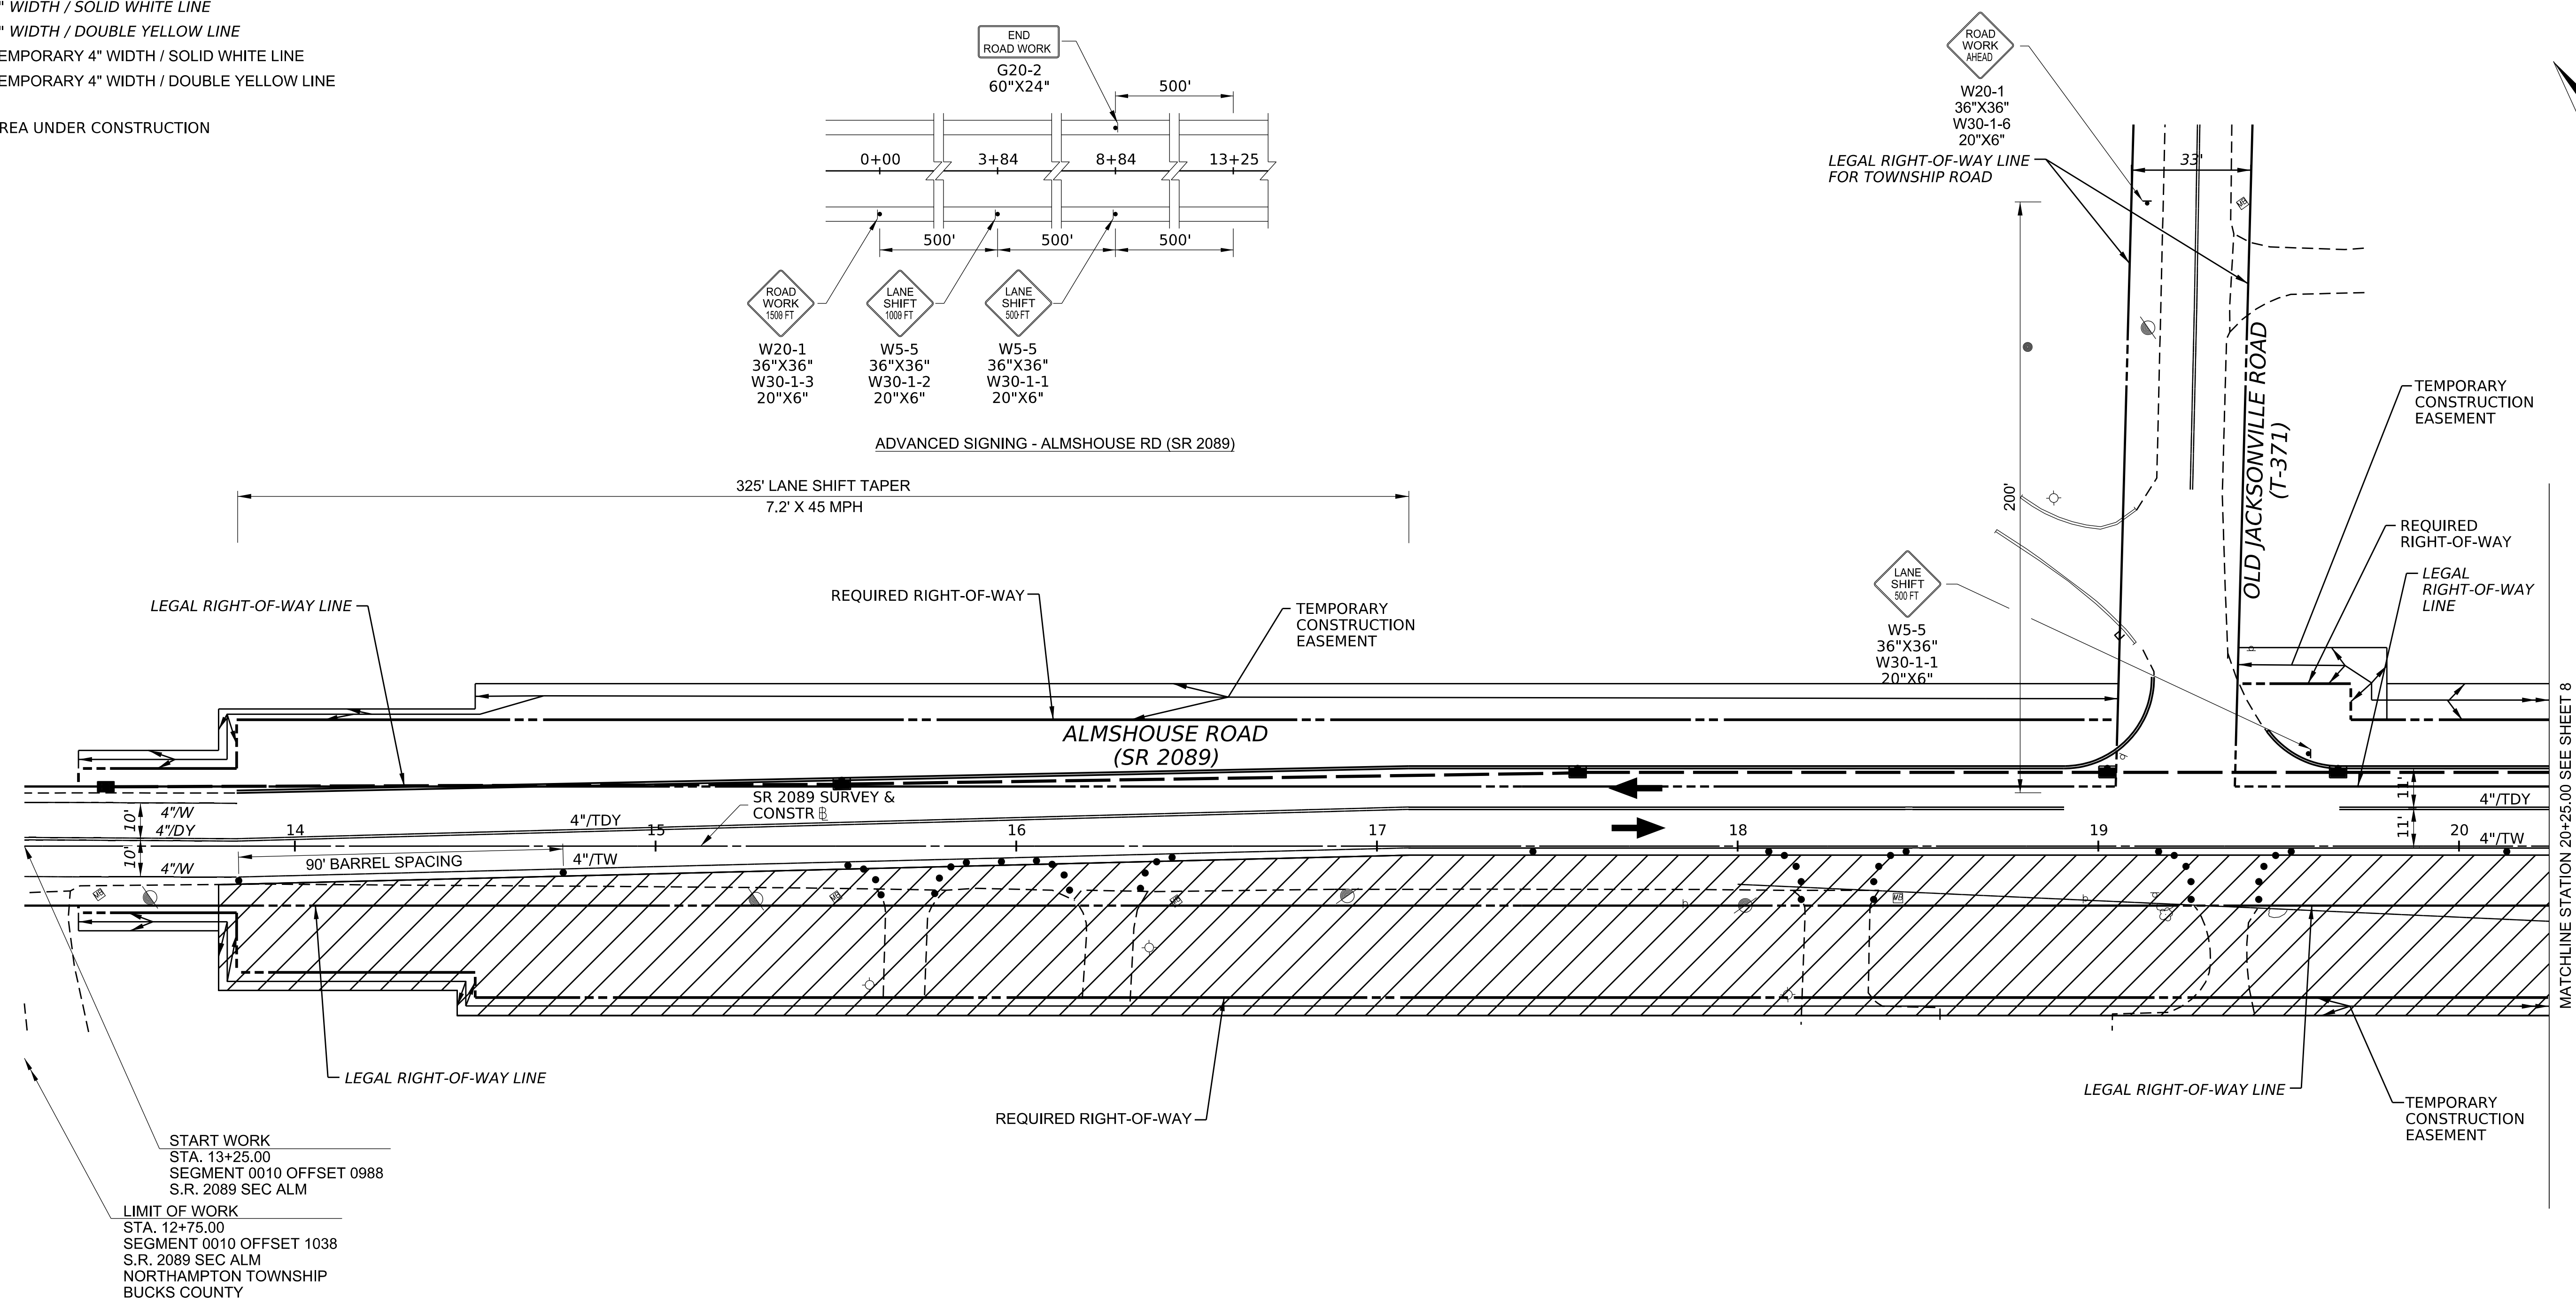 " WIDTH / SOLID WHITE LINE
" WIDTH / DOUBLE YELLOW LINE
EMPORARY 4" WIDTH / SOLID WHITE LINE
EMPORARY 4" WIDTH / DOUBLE YELLOW LINE
REA UNDER CONSTRUCTION
END
ROAD WORK
G20-2
60"X24"
500'
0+00
3+84
8+84
13+25
500'
500'
500'
ROAD
WORK
1500 FT
W20-1
36"X36"
W30-1-3
20"X6"
LANE
SHIFT
1000 FT
W5-5
36"X36"
W30-1-2
20"X6"
LANE
SHIFT
500 FT
W5-5
36"X36"
W30-1-1
20"X6"
ADVANCED SIGNING - ALMSHOUSE RD (SR 2089)
ROAD
WORK
AHEAD
W20-1
36"X36"
W30-1-6
20"X6"
LEGAL RIGHT-OF-WAY LINE
FOR TOWNSHIP ROAD
33'
MB
200'
OLD JACKSONVILLE ROAD
(T-371)
TEMPORARY
CONSTRUCTION
EASEMENT
REQUIRED
RIGHT-OF-WAY
LEGAL
RIGHT-OF-WAY
LINE
LANE
SHIFT
500 FT
W5-5
36"X36"
W30-1-1
20"X6"
325' LANE SHIFT TAPER
7.2' X 45 MPH
LEGAL RIGHT-OF-WAY LINE
REQUIRED RIGHT-OF-WAY
TEMPORARY
CONSTRUCTION
EASEMENT
ALMSHOUSE ROAD
(SR 2089)
SR 2089 SURVEY &
CONSTR
10'
10'
4"/W
4"/DY
4"/W
14
15
16
17
18
19
20
4"/TDY
4"/TW
90' BARREL SPACING
11'
11'
4"/TDY
4"/TW
MB
MB
MB
MB
MATCHLINE STATION 20+25.00 SEE SHEET 8
LEGAL RIGHT-OF-WAY LINE
REQUIRED RIGHT-OF-WAY
LEGAL RIGHT-OF-WAY LINE
TEMPORARY
CONSTRUCTION
EASEMENT
START WORK
STA. 13+25.00
SEGMENT 0010 OFFSET 0988
S.R. 2089 SEC ALM
LIMIT OF WORK
STA. 12+75.00
SEGMENT 0010 OFFSET 1038
S.R. 2089 SEC ALM
NORTHAMPTON TOWNSHIP
BUCKS COUNTY